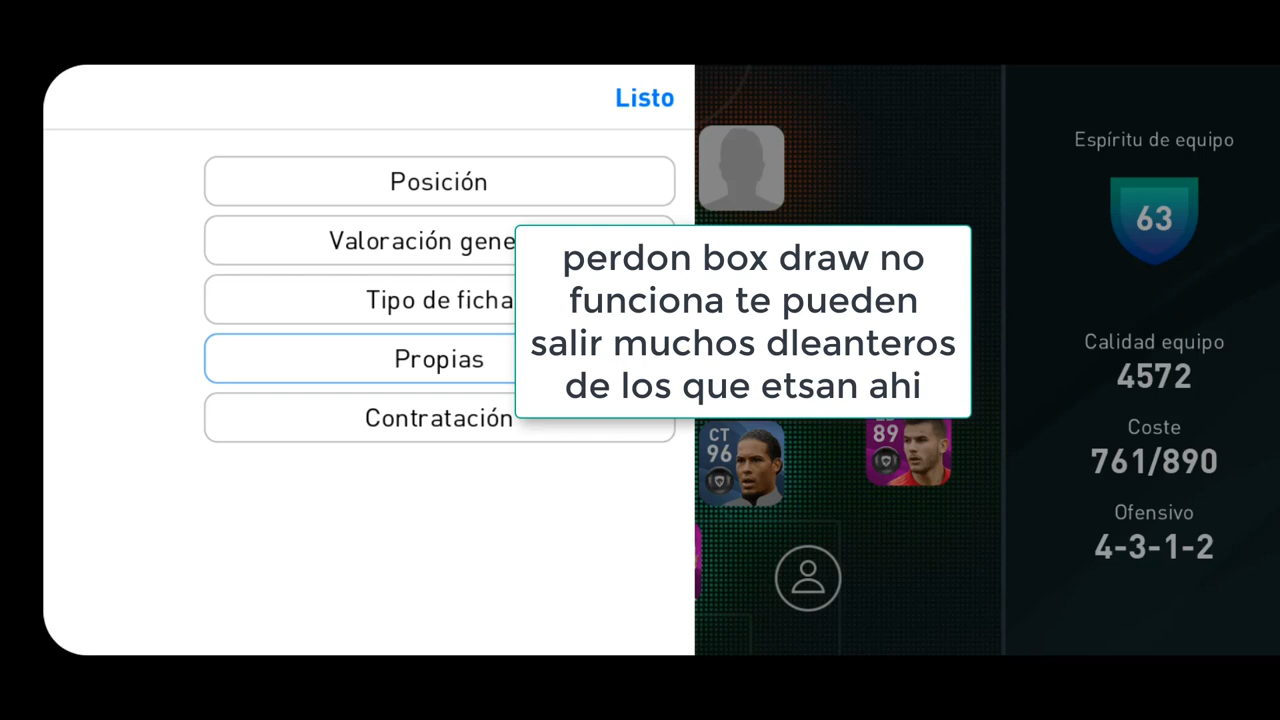 Listo
Posición
Valoración gene
Tipo de ficha
Propias
Contratación
perdon box draw no
funciona te pueden
salir muchos dleanteros
de los que etsan ahi
CT
96
89
Espíritu de equipo
63
Calidad equipo
4572
Coste
761/890
Ofensivo
4-3-1-2